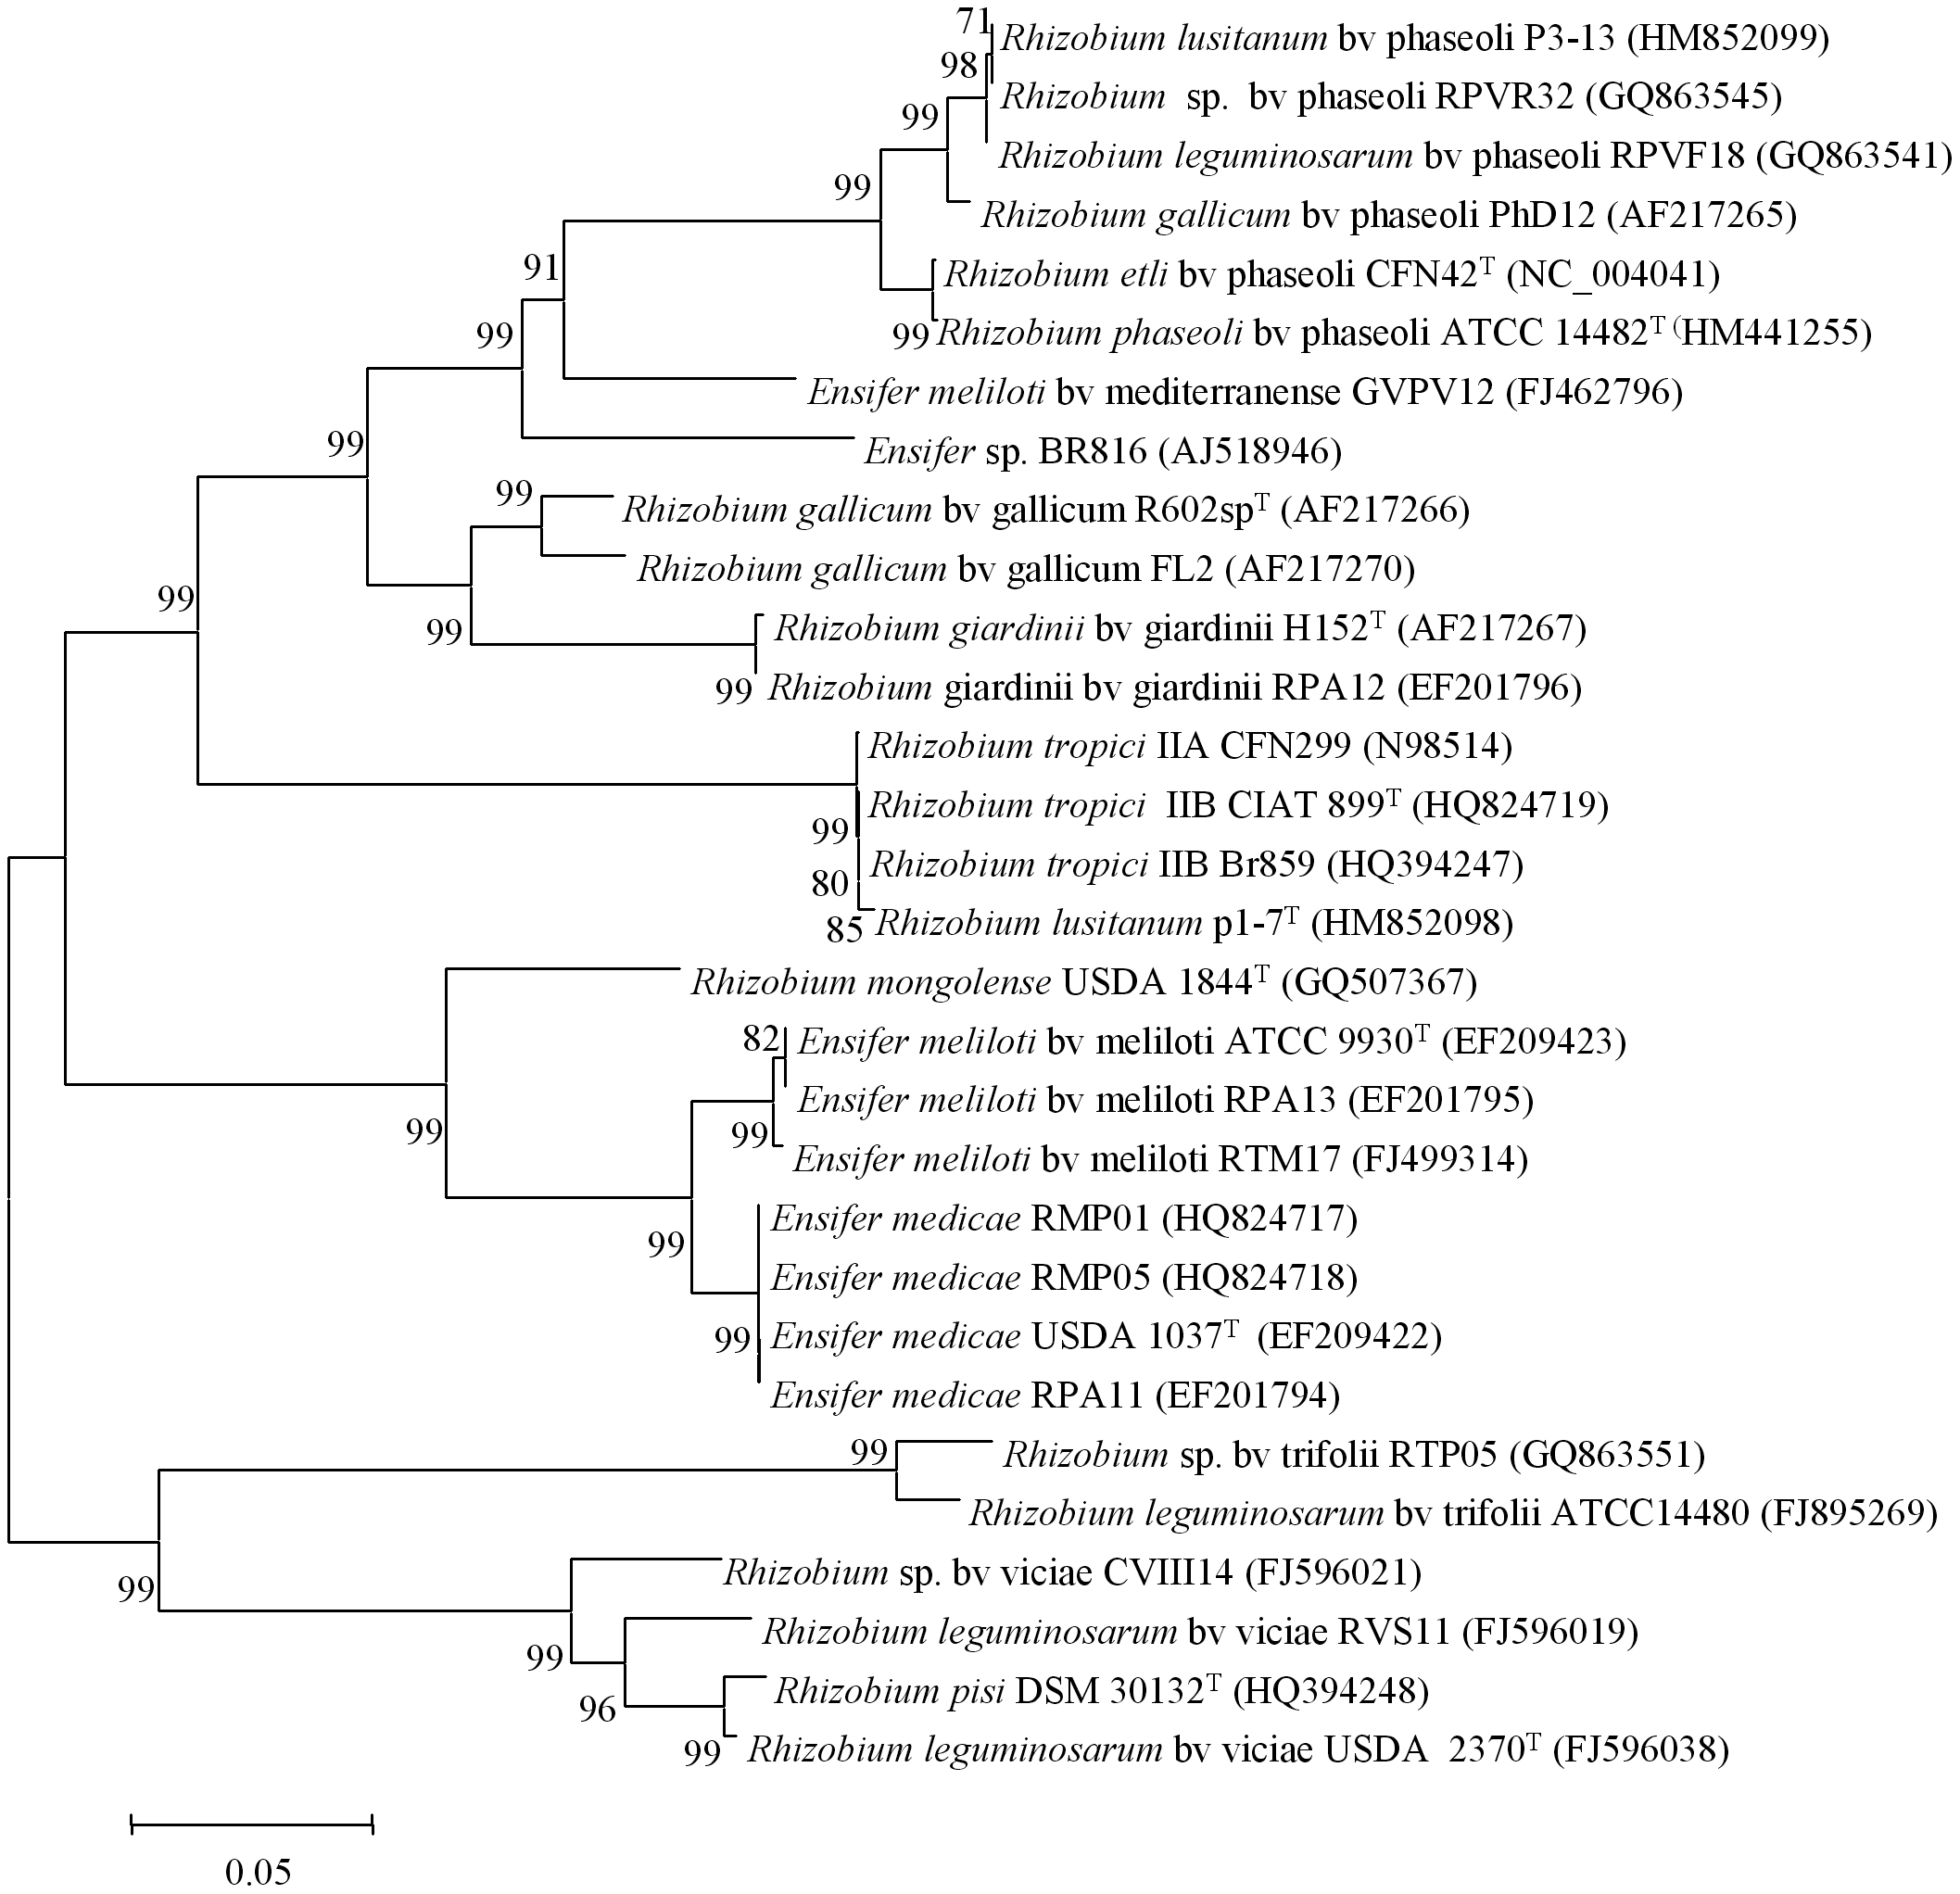 71
Rhizobium lusitanum bv phaseoli P3-13 (HM852099)
98
Rhizobium sp. bv phaseoli RPVR32 (GQ863545)
99
Rhizobium leguminosarum bv phaseoli RPVF18 (GQ863541)
99
Rhizobium gallicum bv phaseoli PhD12 (AF217265)
91
Rhizobium etli bv phaseoli CFN42T (NC_004041)
99
99
Rhizobium phaseoli bv phaseoli ATCC 14482T (HM441255)
Ensifer meliloti bv mediterranense GVPV12 (FJ462796)
99
Ensifer sp. BR816 (AJ518946)
99
Rhizobium gallicum bv gallicum R602spT (AF217266)
Rhizobium gallicum bv gallicum FL2 (AF217270)
99
99
Rhizobium giardinii bv giardinii H152T (AF217267)
99
Rhizobium giardinii bv giardinii RPA12 (EF201796)
Rhizobium tropici IIA CFN299 (N98514)
Rhizobium tropici IIB CIAT 899T (HQ824719)
99
Rhizobium tropici IIB Br859 (HQ394247)
80
85
Rhizobium lusitanum p1-7T (HM852098)
Rhizobium mongolense USDA 1844T (GQ507367)
82
Ensifer meliloti bv meliloti ATCC 9930T (EF209423)
Ensifer meliloti bv meliloti RPA13 (EF201795)
99
99
Ensifer meliloti bv meliloti RTM17 (FJ499314)
Ensifer medicae RMP01 (HQ824717)
99
Ensifer medicae RMP05 (HQ824718)
99
Ensifer medicae USDA 1037T (EF209422)
Ensifer medicae RPA11 (EF201794)
99
Rhizobium sp. bv trifolii RTP05 (GQ863551)
Rhizobium leguminosarum bv trifolii ATCC14480 (FJ895269)
99
Rhizobium sp. bv viciae CVIII14 (FJ596021)
Rhizobium leguminosarum bv viciae RVS11 (FJ596019)
99
96
Rhizobium pisi DSM 30132T (HQ394248)
99
Rhizobium leguminosarum bv viciae USDA 2370T (FJ596038)
0.05